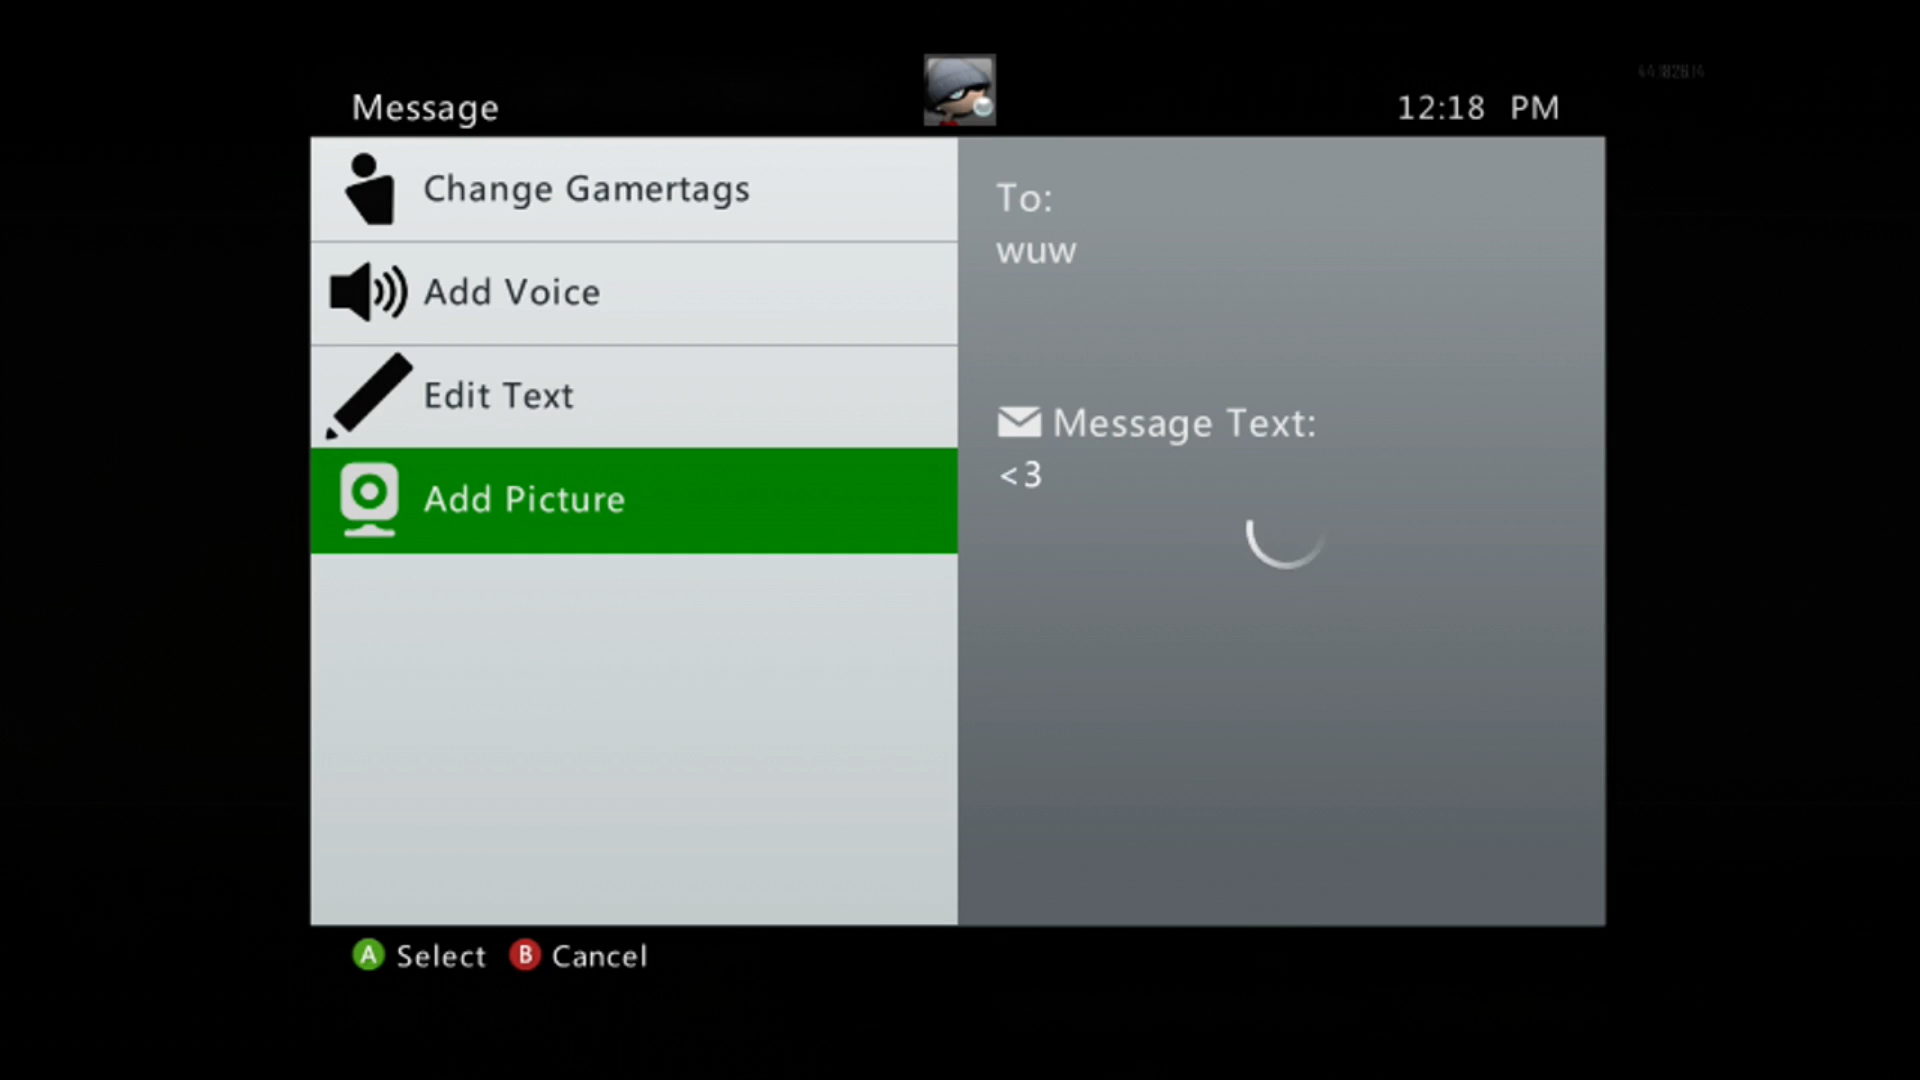 Message
12:18 PM
Change Gamertags
Add Voice
Edit Text
Add Picture
To:
wuw
Message Text:
<3
A Select B Cancel